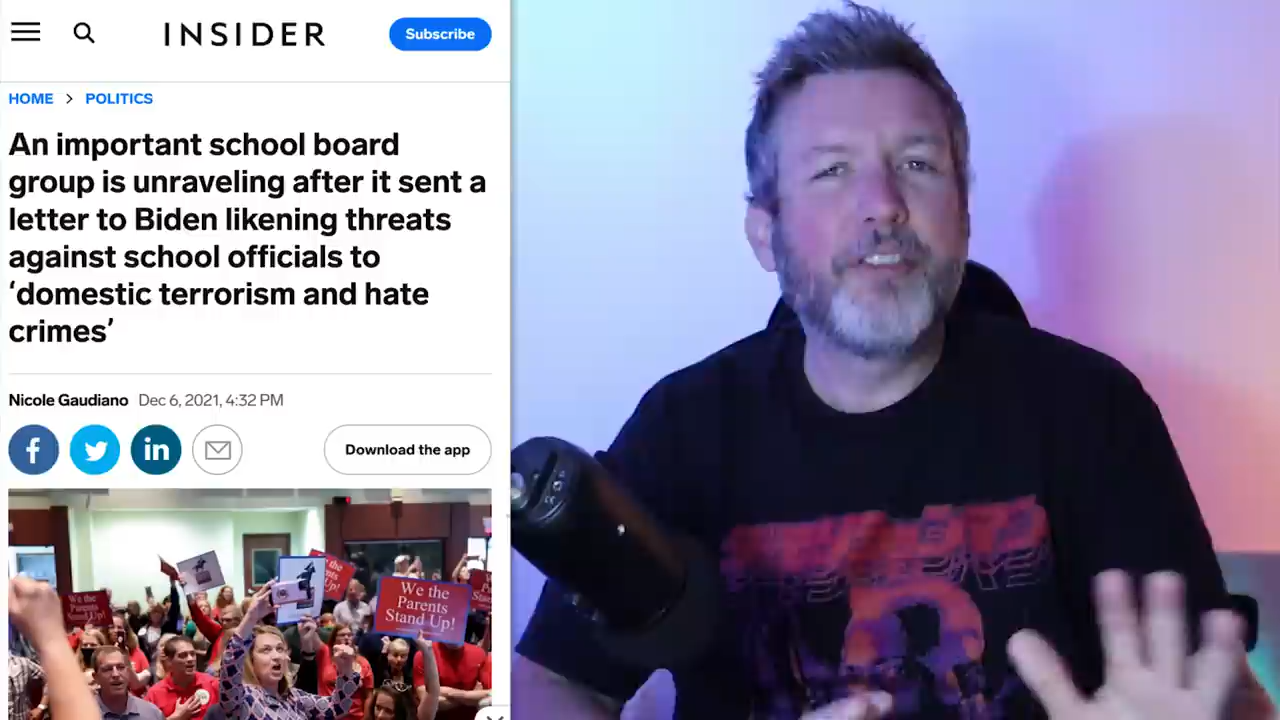 INSIDER
Subscribe
HOME > POLITICS
An important school board
group is unraveling after it sent a
letter to Biden likening threats
against school officials to
‘domestic terrorism and hate
crimes’
Nicole Gaudiano Dec 6, 2021, 4:32 PM
f in
Download the app
We the
Parents
Stand Up!
the
We the
Parents
Stand Up!